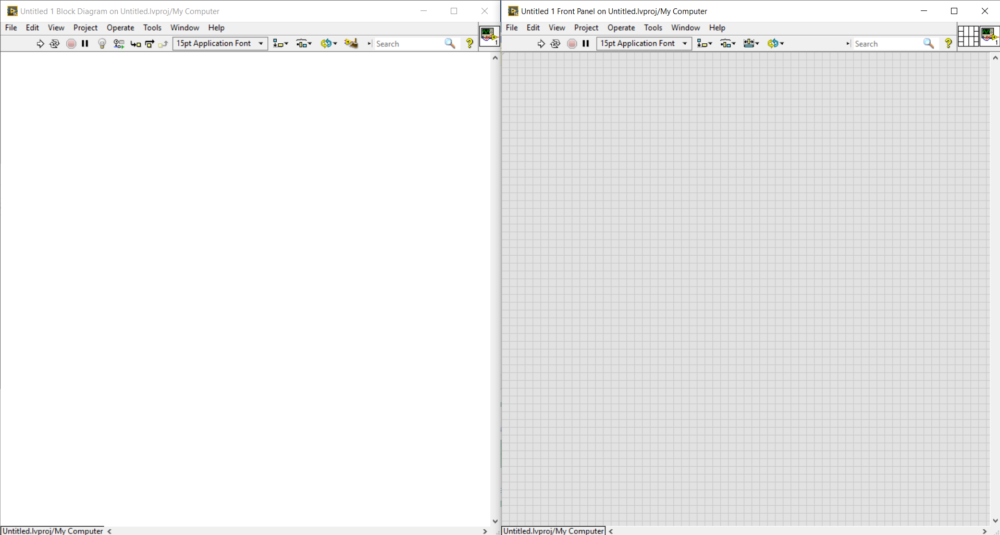 Untitled 1 Block Diagram on Untitled.lvproj/My Computer
File Edit View Project Operate Tools Window Help
15pt Application Font
Search
?
1
Untitled.lvproj/My Computer
Untitled 1 Front Panel on Untitled.lvproj/My Computer
File Edit View Project Operate Tools Window Help
15pt Application Font
Search
?
1
Untitled.lvproj/My Computer